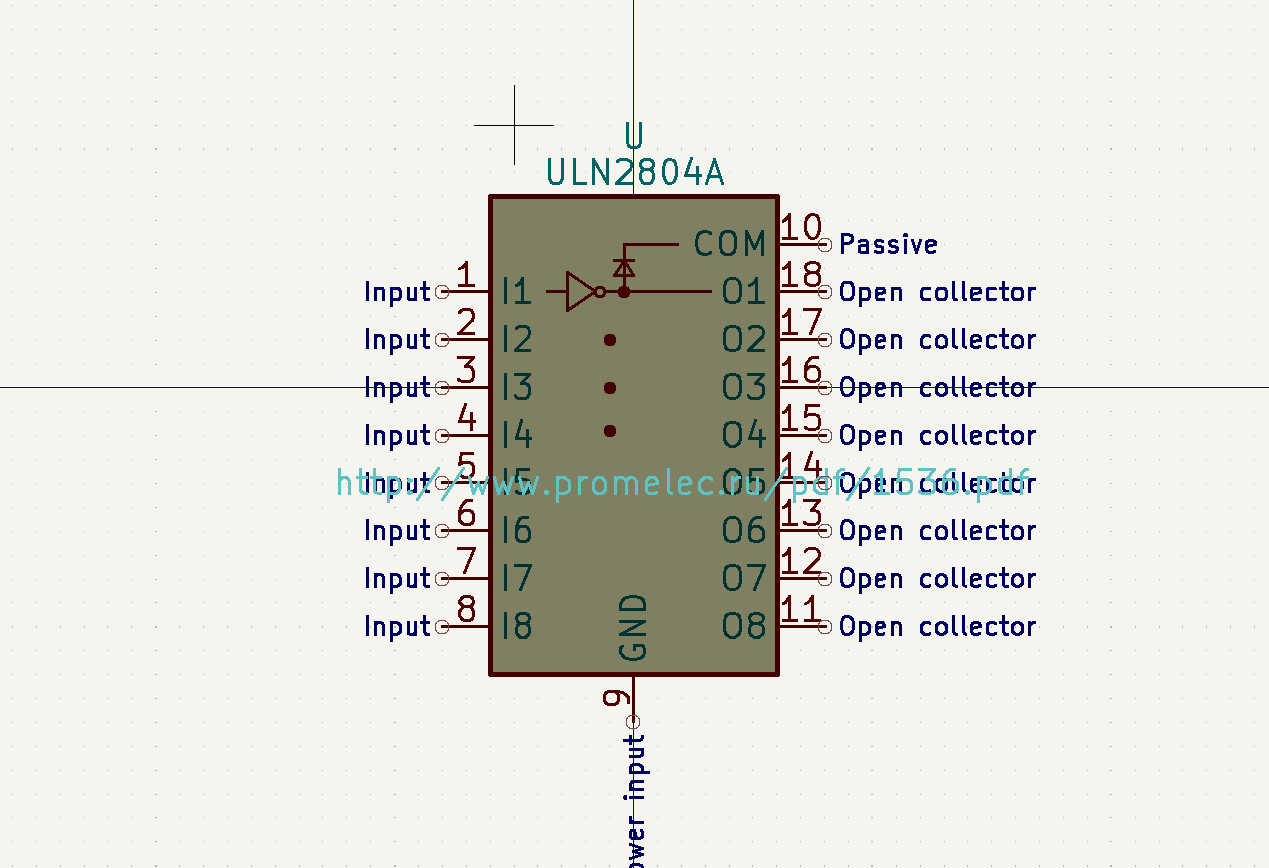 U
ULN2804A
COM 10 Passive
Input 1 I1 O1 18 Open collector
Input 2 I2 O2 17 Open collector
Input 3 I3 O3 16 Open collector
Input 4 I4 O4 15 Open collector
Input 5 I5 O5 14 Open collector
http://www.promelec.ru/pdf/1536.pdf
Input 6 I6 O6 13 Open collector
Input 7 I7 O7 12 Open collector
Input 8 I8 O8 11 Open collector
GND
9
ower input